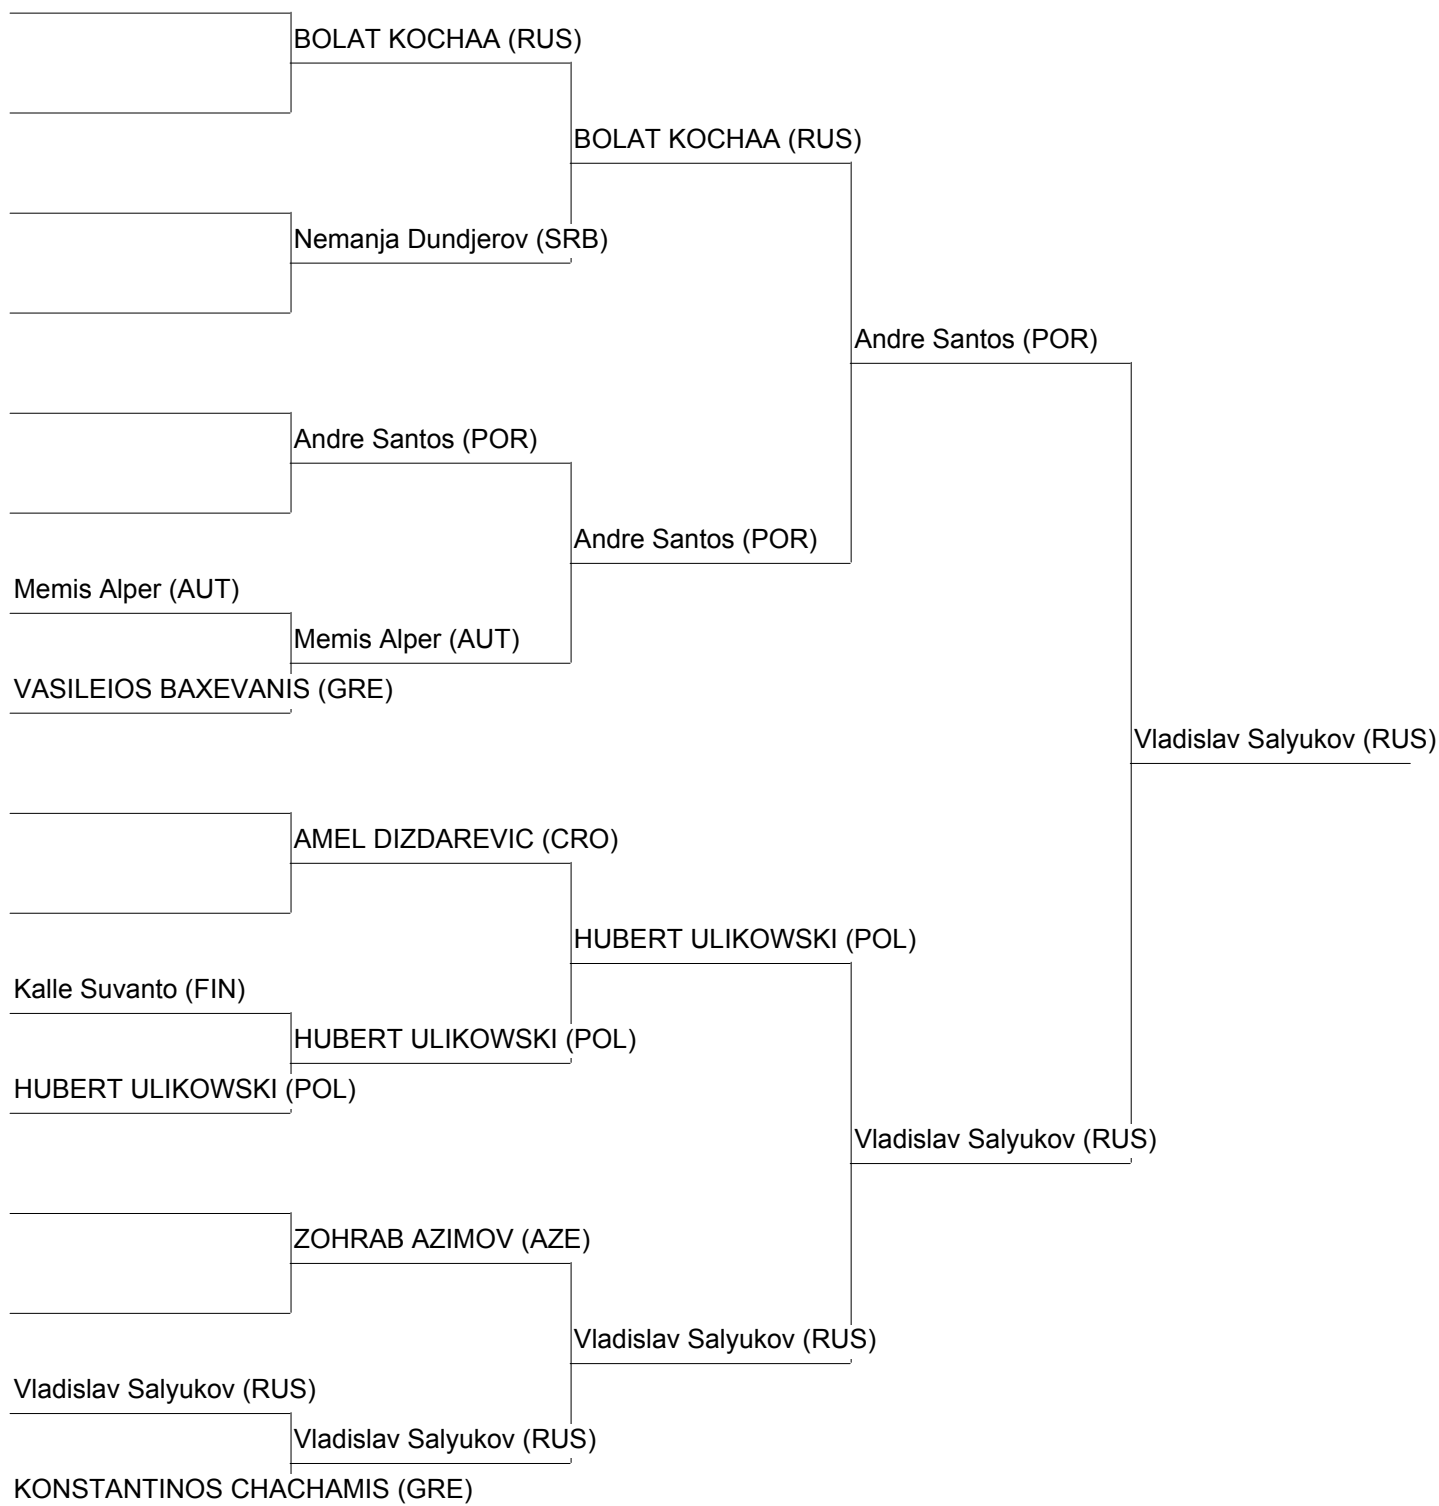 BOLAT KOCHAA (RUS)
BOLAT KOCHAA (RUS)
Nemanja Dundjerov (SRB)
Andre Santos (POR)
Andre Santos (POR)
Andre Santos (POR)
Memis Alper (AUT)
Memis Alper (AUT)
VASILEIOS BAXEVANIS (GRE)
Vladislav Salyukov (RUS)
AMEL DIZDAREVIC (CRO)
HUBERT ULIKOWSKI (POL)
Kalle Suvanto (FIN)
HUBERT ULIKOWSKI (POL)
HUBERT ULIKOWSKI (POL)
Vladislav Salyukov (RUS)
ZOHRAB AZIMOV (AZE)
Vladislav Salyukov (RUS)
Vladislav Salyukov (RUS)
Vladislav Salyukov (RUS)
KONSTANTINOS CHACHAMIS (GRE)